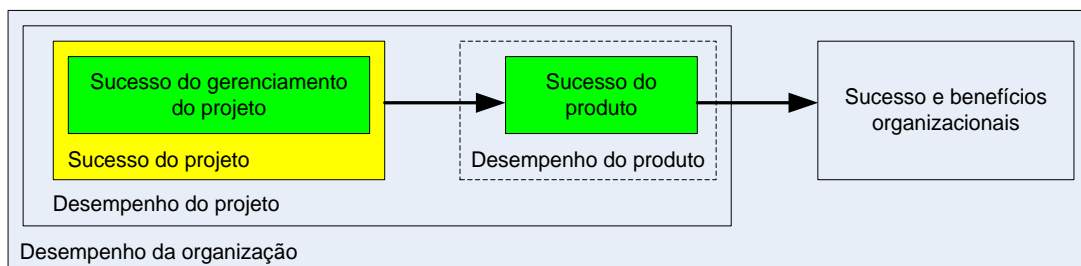 Sucesso do gerenciamento
do projeto
Sucesso do projeto
Desempenho do projeto
Desempenho da organização
Sucesso do
produto
Desempenho do produto
Sucesso e benefícios
organizacionais